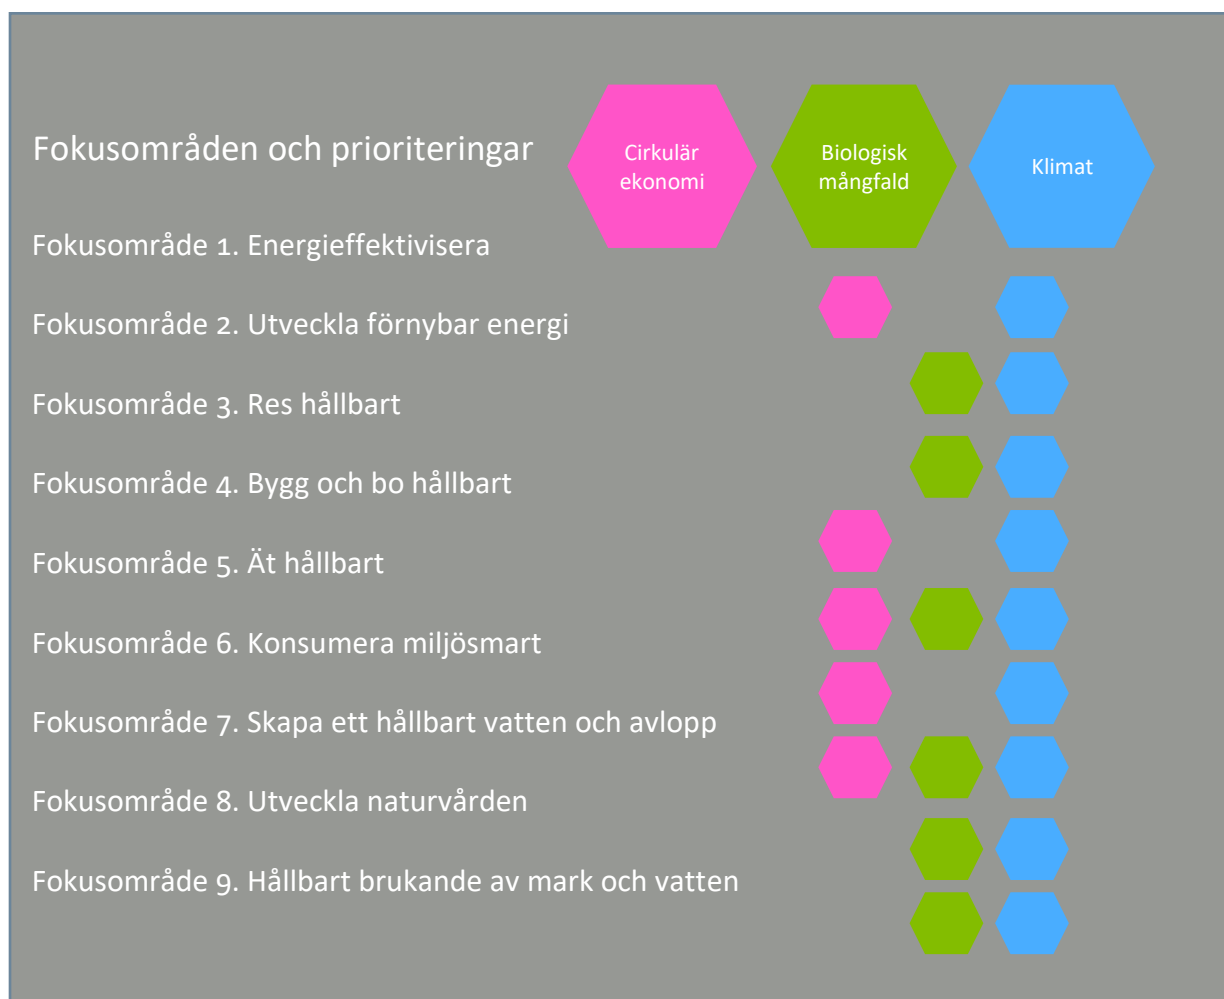 Fokusområden och prioriteringar
Cirkulär
ekonomi
Biologisk
mångfald
Klimat
Fokusområde 1. Energieffektivisera
Fokusområde 2. Utveckla förnybar energi
Fokusområde 3. Res hållbart
Fokusområde 4. Bygg och bo hållbart
Fokusområde 5. Ät hållbart
Fokusområde 6. Konsumera miljösmart
Fokusområde 7. Skapa ett hållbart vatten och avlopp
Fokusområde 8. Utveckla naturvården
Fokusområde 9. Hållbart brukande av mark och vatten